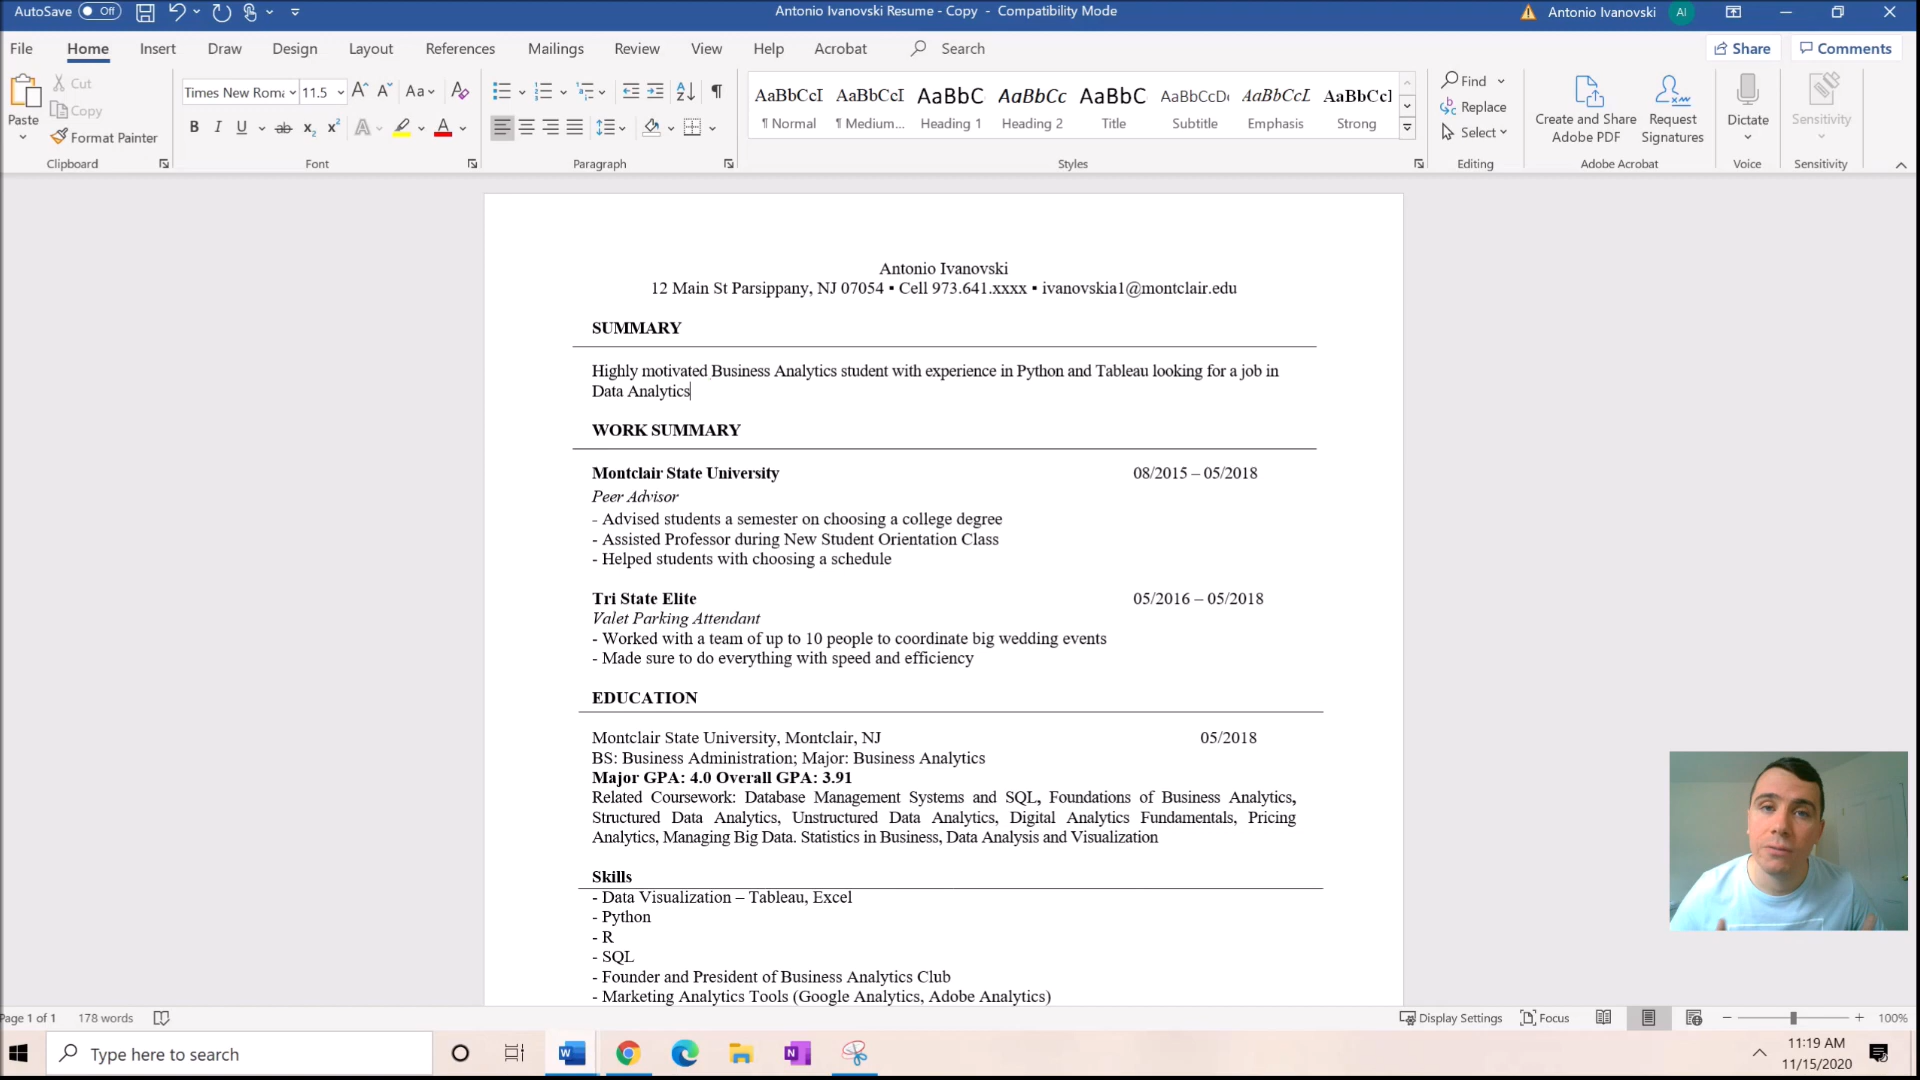 AutoSave Off Antonio Ivanovski Resume - Copy - Compatibility Mode Antonio Ivanovski AI
File Home Insert Draw Design Layout References Mailings Review View Help Acrobat Search Share Comments
Paste
Cut
Copy
Format Painter
Clipboard
Times New Roma 11.5 Aa
B I U ab x₂ x² A A
Font
Paragraph
AaBbCcI AaBbCcI AaBbC AaBbCc AaBbC AaBbCcDc AaBbCcI AaBbCcI
¶ Normal ¶ Medium... Heading 1 Heading 2 Title Subtitle Emphasis Strong
Styles
Find
Replace
Select
Editing
Create and Share Adobe PDF
Request Signatures
Adobe Acrobat
Dictate
Voice
Sensitivity
Sensitivity
Antonio Ivanovski
12 Main St Parsippany, NJ 07054 ▪ Cell 973.641.xxxx ▪ ivanovskia1@montclair.edu
SUMMARY
Highly motivated Business Analytics student with experience in Python and Tableau looking for a job in
Data Analytics
WORK SUMMARY
Montclair State University 08/2015 – 05/2018
Peer Advisor
- Advised students a semester on choosing a college degree
- Assisted Professor during New Student Orientation Class
- Helped students with choosing a schedule
Tri State Elite 05/2016 – 05/2018
Valet Parking Attendant
- Worked with a team of up to 10 people to coordinate big wedding events
- Made sure to do everything with speed and efficiency
EDUCATION
Montclair State University, Montclair, NJ 05/2018
BS: Business Administration; Major: Business Analytics
Major GPA: 4.0 Overall GPA: 3.91
Related Coursework: Database Management Systems and SQL, Foundations of Business Analytics,
Structured Data Analytics, Unstructured Data Analytics, Digital Analytics Fundamentals, Pricing
Analytics, Managing Big Data. Statistics in Business, Data Analysis and Visualization
Skills
- Data Visualization – Tableau, Excel
- Python
- R
- SQL
- Founder and President of Business Analytics Club
- Marketing Analytics Tools (Google Analytics, Adobe Analytics)
Page 1 of 1 178 words Display Settings Focus 100%
Type here to search
11:19 AM
11/15/2020